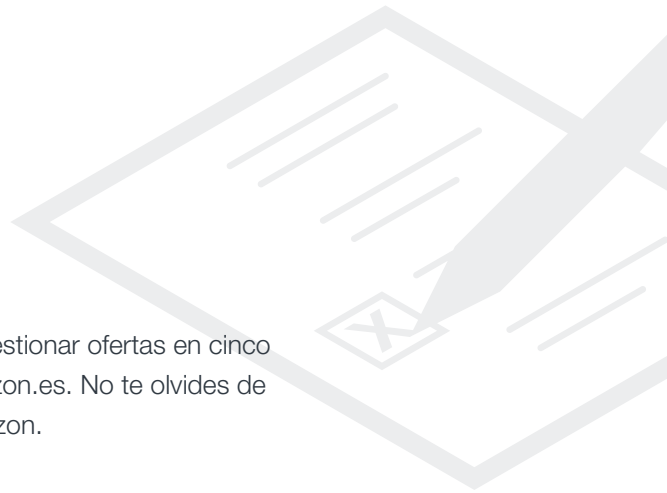 estionar ofertas en cinco
zon.es. No te olvides de
zon.